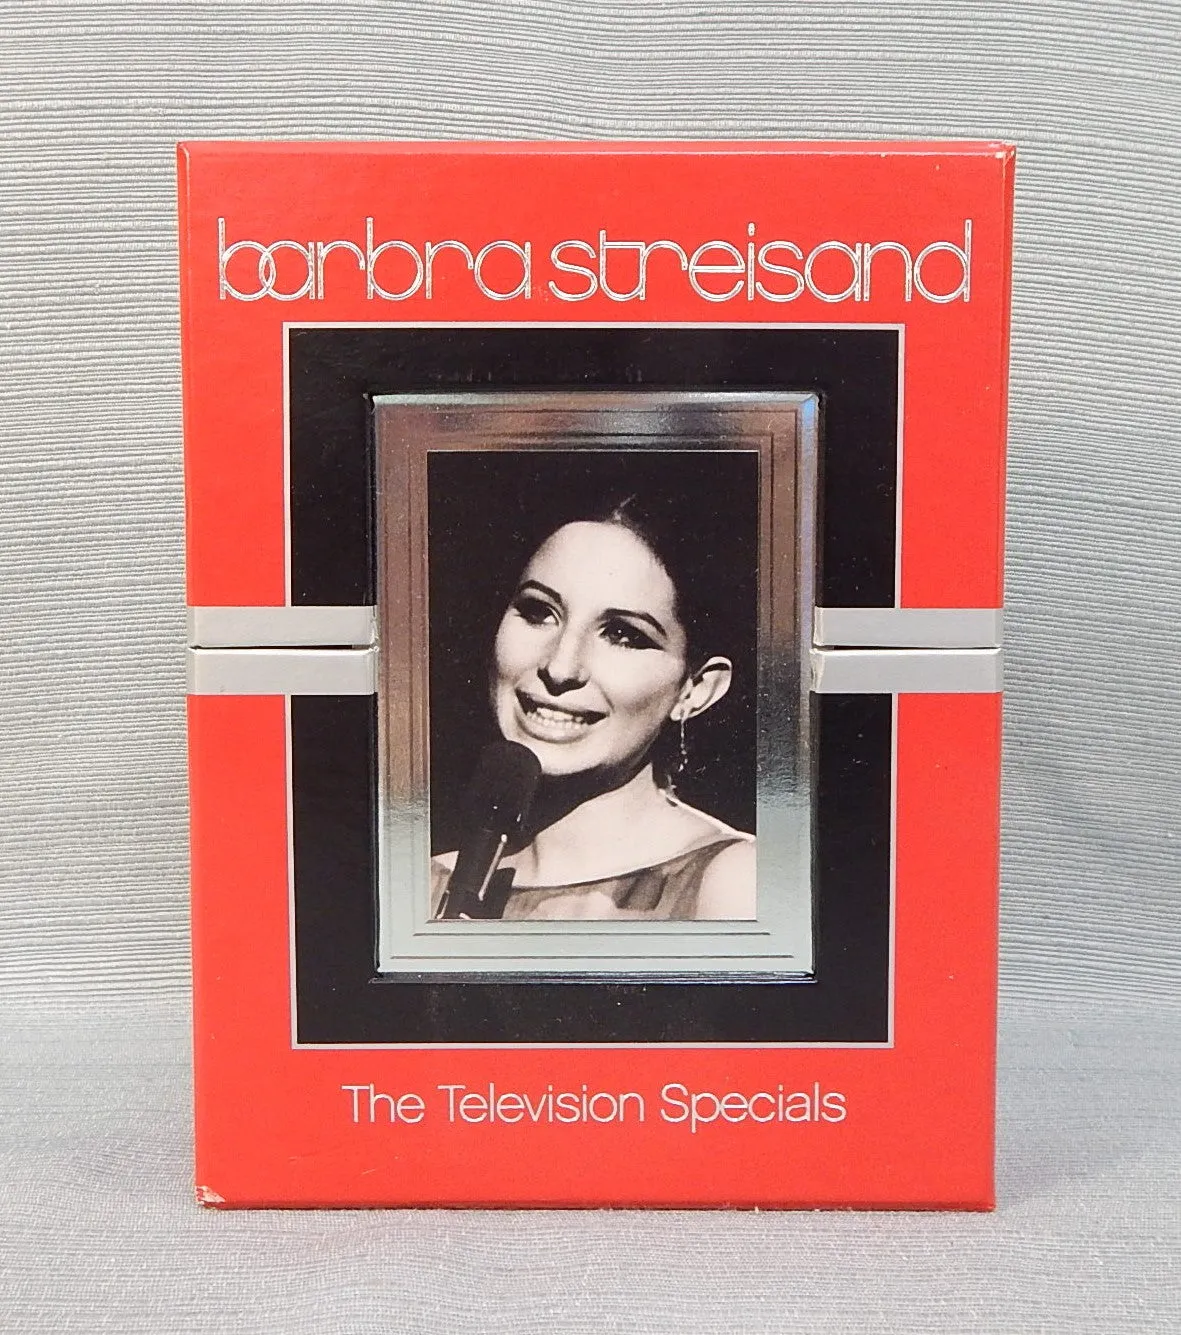 barbra streisand
The Television Specials